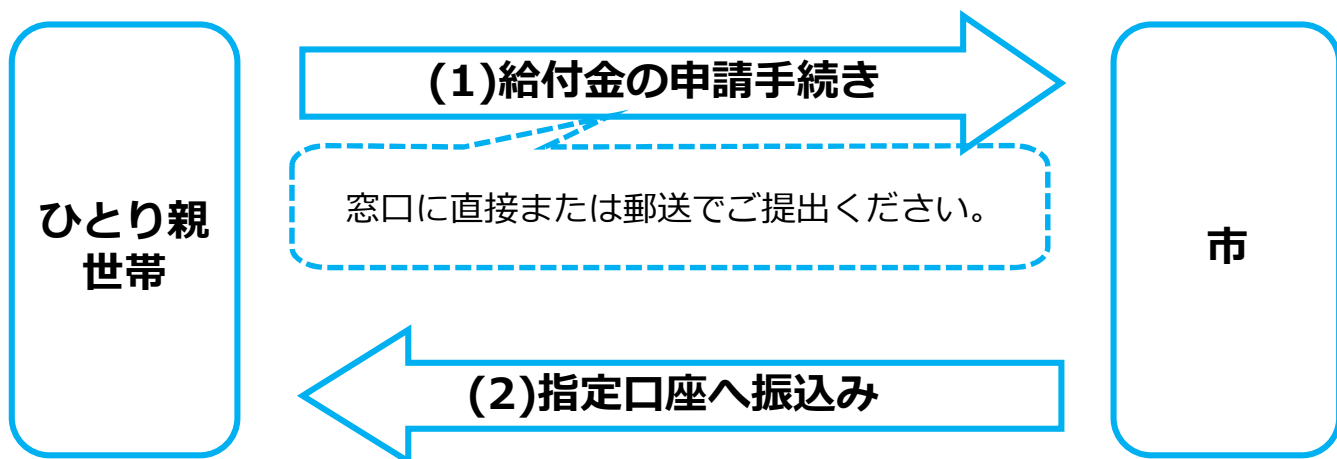 (1)給付金の申請手続き
窓口に直接または郵送でご提出ください。
ひとり親
世帯
市
(2)指定口座へ振込み